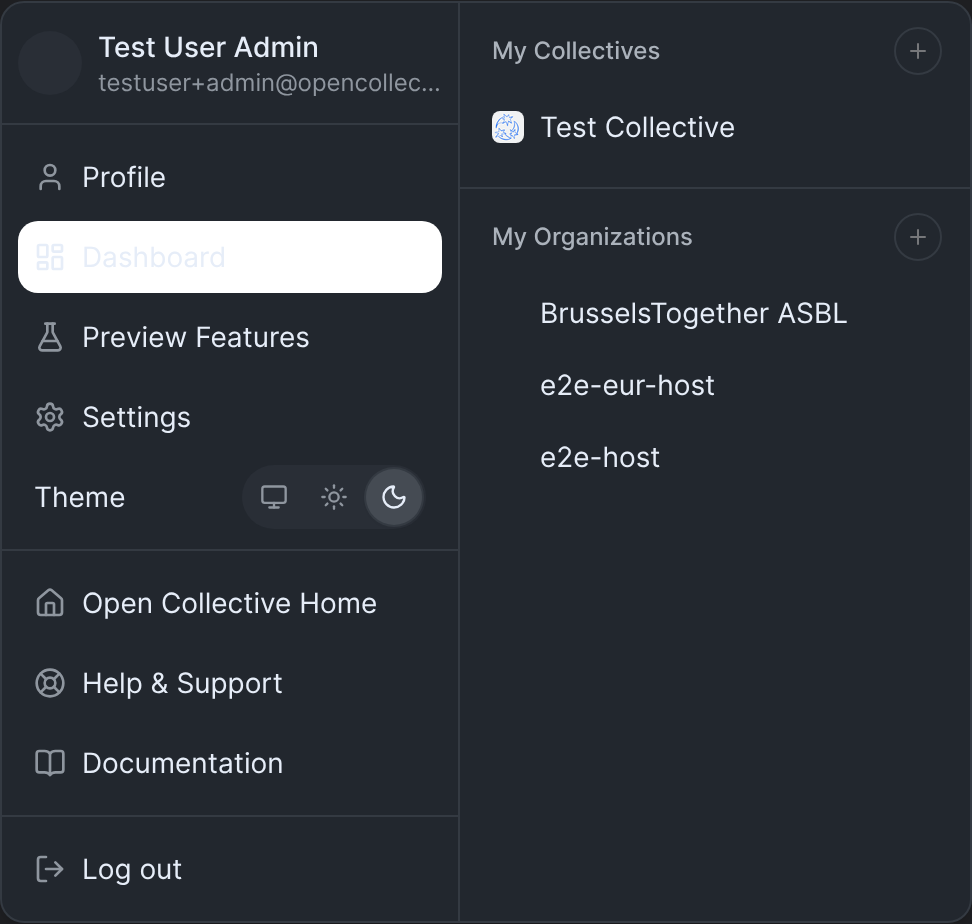 Test User Admin
testuser+admin@opencollec...
Profile
Dashboard
Preview Features
Settings
Theme
Open Collective Home
Help & Support
Documentation
Log out
My Collectives
Test Collective
My Organizations
BrusselsTogether ASBL
e2e-eur-host
e2e-host